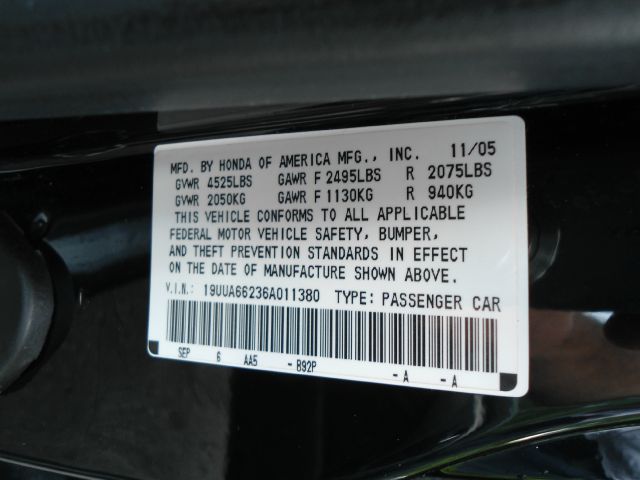 MFD. BY HONDA OF AMERICA MFG., INC. 11/05
GVWR 4525LBS GAWR F 2495LBS R 2075LBS
GVWR 2050KG GAWR F 1130KG R 940KG
THIS VEHICLE CONFORMS TO ALL APPLICABLE
FEDERAL MOTOR VEHICLE SAFETY, BUMPER,
AND THEFT PREVENTION STANDARDS IN EFFECT
ON THE DATE OF MANUFACTURE SHOWN ABOVE.
V.I.N.: 19UUA66236A011380 TYPE: PASSENGER CAR
SEP 6 AA5 - B92P - A - A